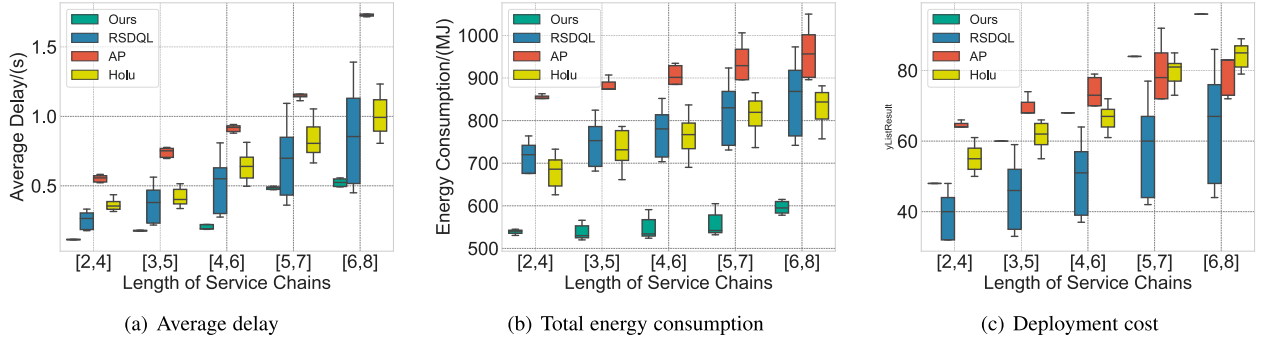 Ours
RSDQL
AP
Holu
Average Delay/(s)
1.5
1.0
0.5
[2,4] [3,5] [4,6] [5,7] [6,8]
Length of Service Chains
(a) Average delay
Ours
RSDQL
AP
Holu
Energy Consumption/(MJ)
1000
900
800
700
600
500
[2,4] [3,5] [4,6] [5,7] [6,8]
Length of Service Chains
(b) Total energy consumption
Ours
RSDQL
AP
Holu
yListResult
80
60
40
[2,4] [3,5] [4,6] [5,7] [6,8]
Length of Service Chains
(c) Deployment cost